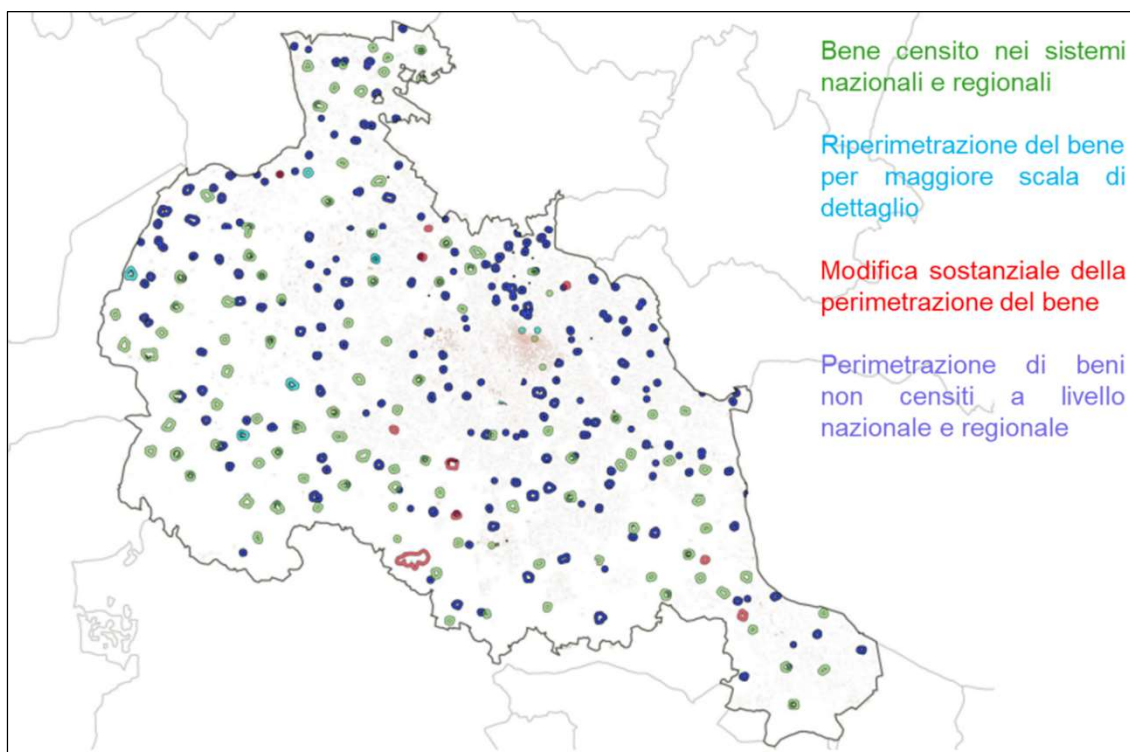 Bene censito nei sistemi
nazionali e regionali
Riperimetrazione del bene
per maggiore scala di
dettaglio
Modifica sostanziale della
perimetrazione del bene
Perimetrazione di beni
non censiti a livello
nazionale e regionale